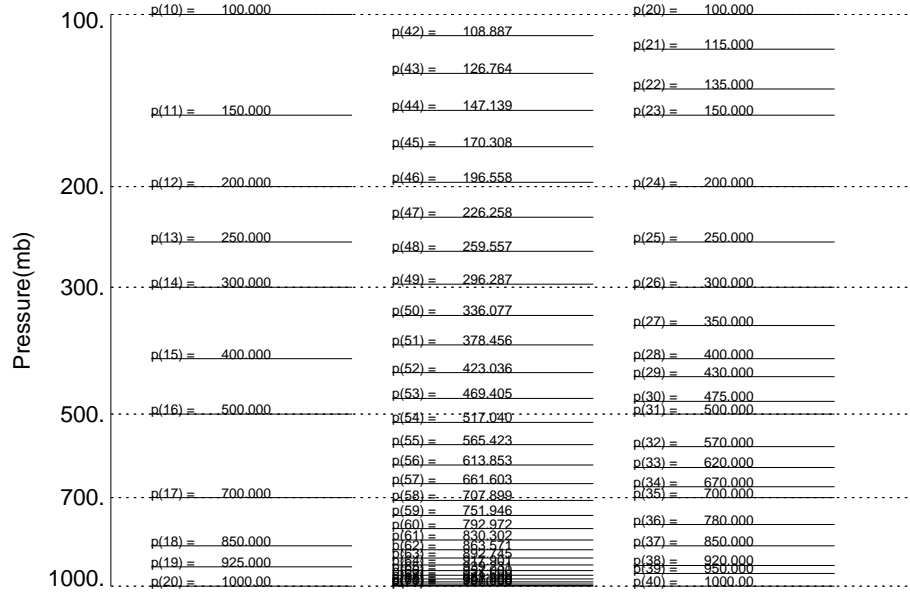 Pressure(mb)
100.
200.
300.
500.
700.
1000.
p(10) = 100.000
p(11) = 150.000
p(12) = 200.000
p(13) = 250.000
p(14) = 300.000
p(15) = 400.000
p(16) = 500.000
p(17) = 700.000
p(18) = 850.000
p(19) = 925.000
p(20) = 1000.00
p(42) = 108.887
p(43) = 126.764
p(44) = 147.139
p(45) = 170.308
p(46) = 196.558
p(47) = 226.258
p(48) = 259.557
p(49) = 296.287
p(50) = 336.077
p(51) = 378.456
p(52) = 423.036
p(53) = 469.405
p(54) = 517.040
p(55) = 565.423
p(56) = 613.853
p(57) = 661.603
p(58) = 707.899
p(59) = 751.946
p(60) = 792.972
p(61) = 830.302
p(62) = 863.571
p(63) = 892.745
p(20) = 100.000
p(21) = 115.000
p(22) = 135.000
p(23) = 150.000
p(24) = 200.000
p(25) = 250.000
p(26) = 300.000
p(27) = 350.000
p(28) = 400.000
p(29) = 430.000
p(30) = 475.000
p(31) = 500.000
p(32) = 570.000
p(33) = 620.000
p(34) = 670.000
p(35) = 700.000
p(36) = 780.000
p(37) = 850.000
p(38) = 920.000
p(39) = 950.000
p(40) = 1000.00